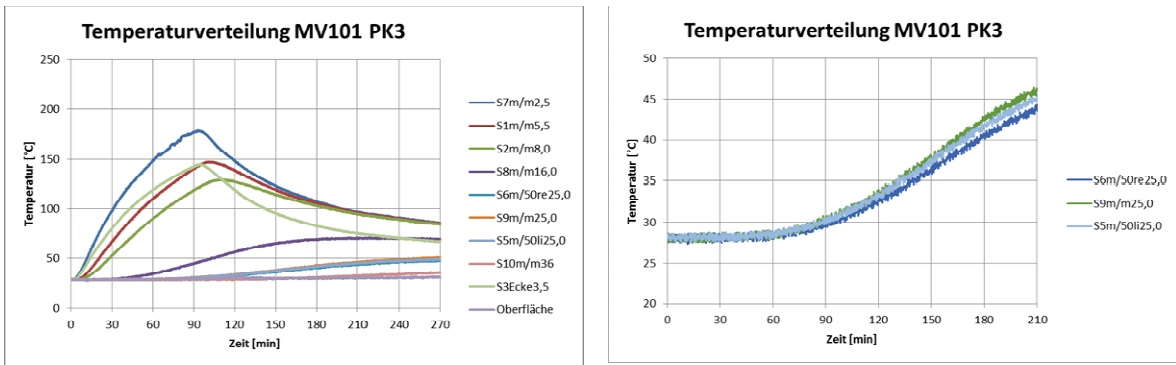 Temperaturverteilung MV101 PK3
250
200
150
100
50
0
Temperatur [°C]
0 30 60 90 120 150 180 210 240 270
Zeit [min]
S7m/m2,5
S1m/m5,5
S2m/m8,0
S8m/m16,0
S6m/50re25,0
S9m/m25,0
S5m/50li25,0
S10m/m36
S3Ecke3,5
Oberfläche
Temperaturverteilung MV101 PK3
50
45
40
35
30
25
20
Temperatur [°C]
0 30 60 90 120 150 180 210
Zeit [min]
S6m/50re25,0
S9m/m25,0
S5m/50li25,0